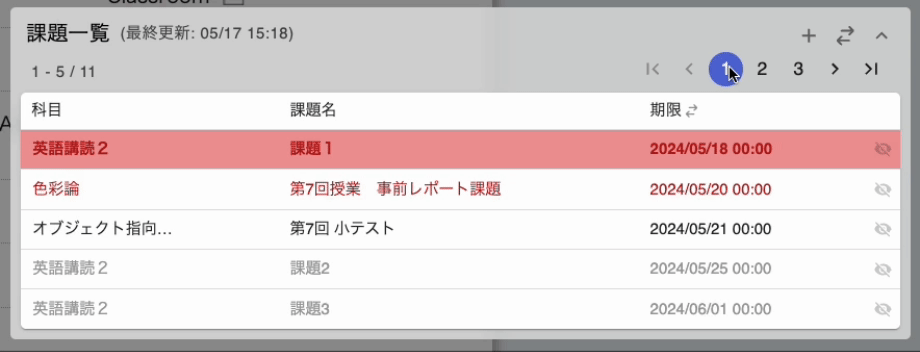 Classroom
課題一覧 (最終更新: 05/17 15:18)
1 - 5 / 11
1 2 3
A
科目 課題名 期限
英語講読２ 課題１ 2024/05/18 00:00
色彩論 第7回授業　事前レポート課題 2024/05/20 00:00
オブジェクト指向... 第7回 小テスト 2024/05/21 00:00
英語講読２ 課題2 2024/05/25 00:00
英語講読２ 課題3 2024/06/01 00:00